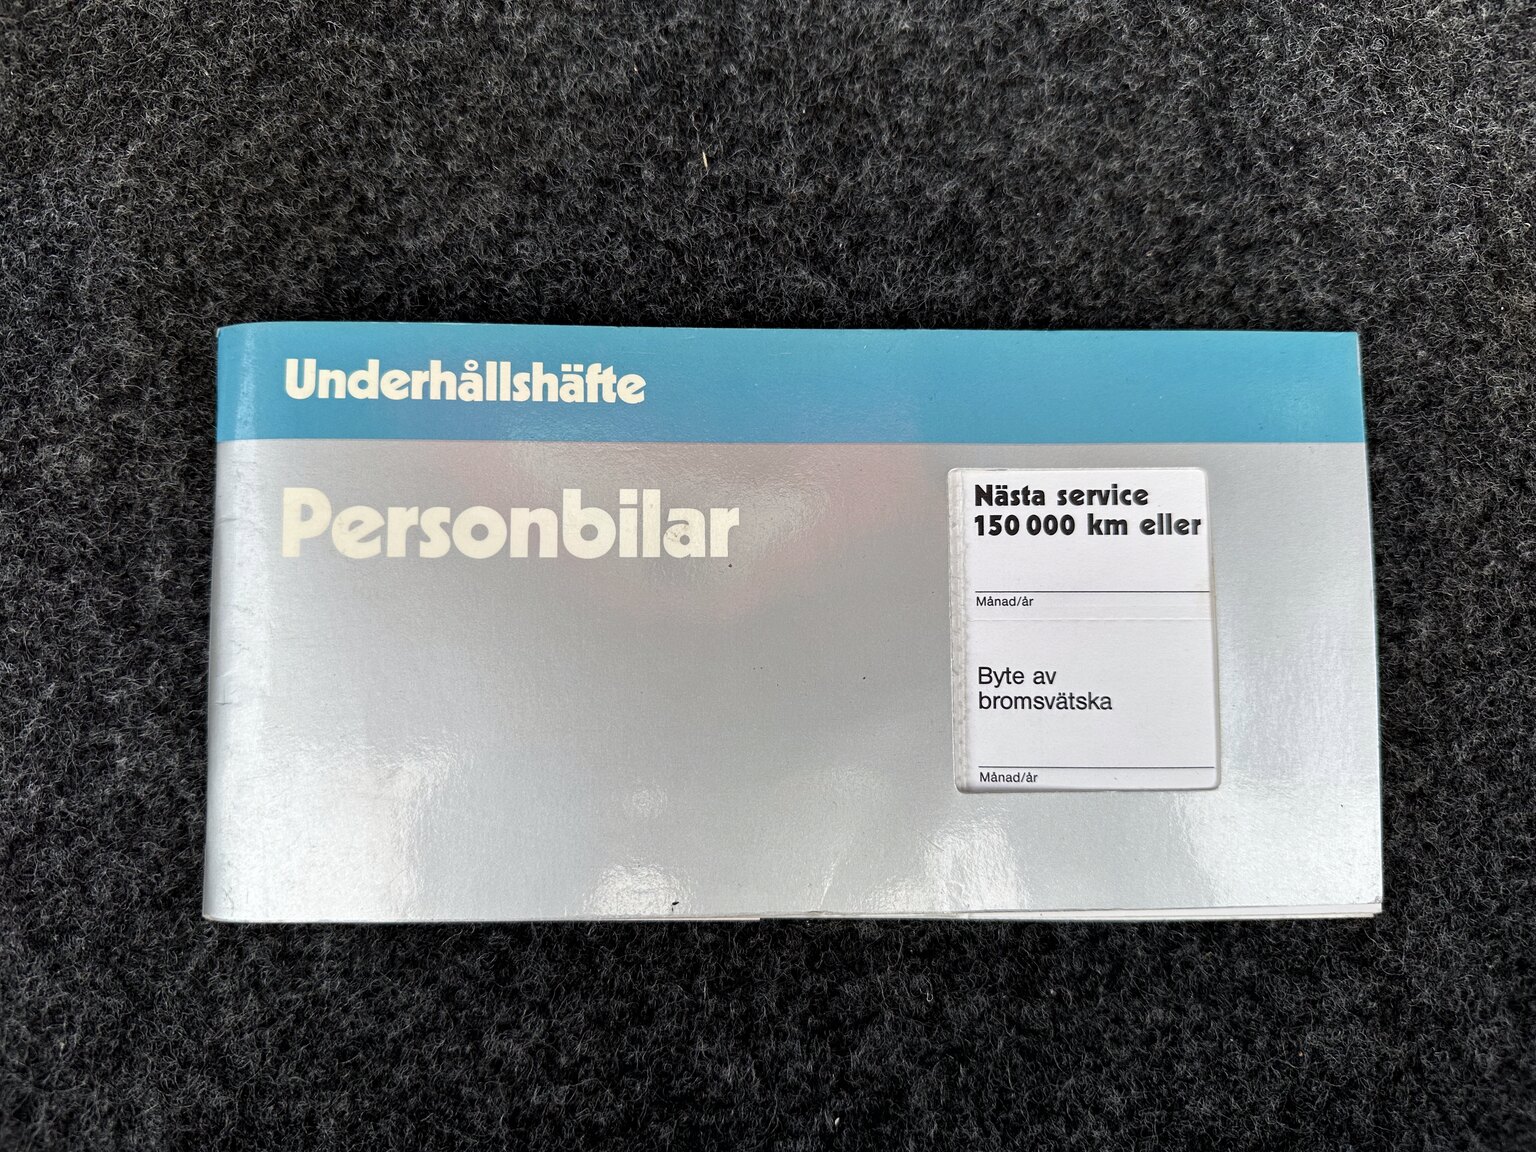 Underhållshäfte
Personbilar
Nästa service
150 000 km eller
Månad/år
Byte av
bromsvätska
Månad/år